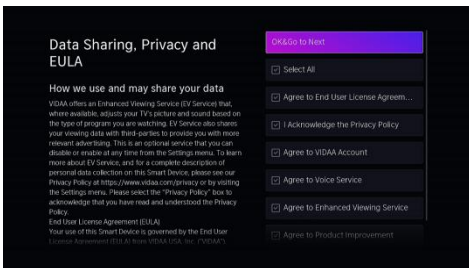 Data Sharing, Privacy and
EULA
How we use and may share your data
VIDAA offers an Enhanced Viewing Service (EV Service) that,
where available, adjusts your TV's picture and sound based on
the type of program you are watching. EV Service also shares
your viewing data with third-parties to provide you with more
relevant advertising. This is an optional service that you can
disable or enable at any time from the Settings menu. To learn
more about EV Service, and for a complete description of
personal data collection on this Smart Device, please see our
Privacy Policy at https://www.vidaa.com/privacy or by visiting
the Settings menu. Please select the "Privacy Policy" box to
acknowledge that you have read and understood the Privacy
Policy.
End User License Agreement (EULA)
Your use of this Smart Device is governed by the End User
License Agreement (EULA) from VIDAA USA, Inc. ("VIDAA").
OK&Go to Next
Select All
Agree to End User License Agreem...
I Acknowledge the Privacy Policy
Agree to VIDAA Account
Agree to Voice Service
Agree to Enhanced Viewing Service
Agree to Product Improvement